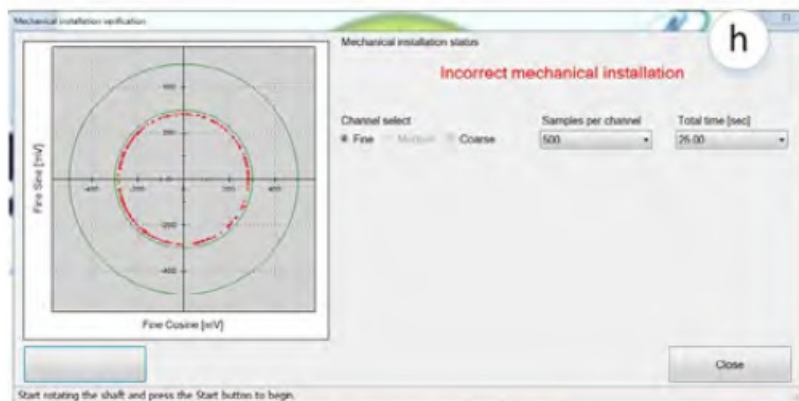 Mechanical installation verification
h
Mechanical installation status
Incorrect mechanical installation
Channel select
Fine
Medium
Coarse
Samples per channel
500
Total time [sec]
25.00
Fine Sine [mV]
400
200
-400
-200
0
200
400
-200
-400
Fine Cosine [mV]
Close
Start rotating the shaft and press the Start button to begin.